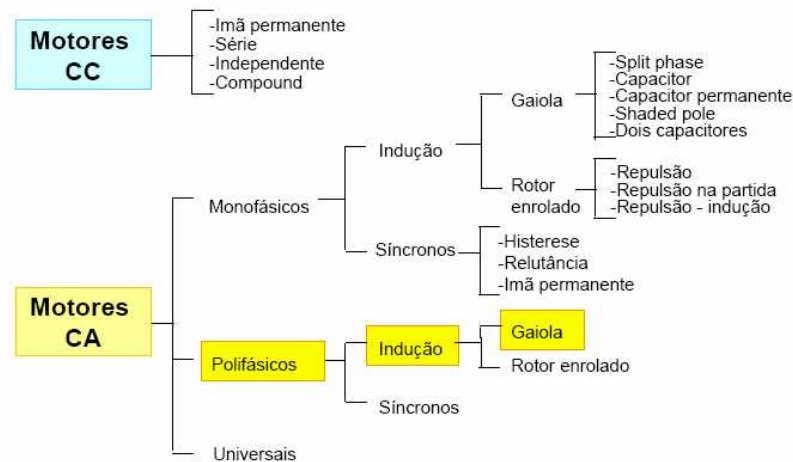 Motores
CC
-Imã permanente
-Série
-Independente
-Compound
Motores
CA
Monofásicos
Indução
Gaiola
-Split phase
-Capacitor
-Capacitor permanente
-Shaded pole
-Dois capacitores
Rotor
enrolado
-Repulsão
-Repulsão na partida
-Repulsão - indução
Síncronos
-Histerese
-Relutância
-Imã permanente
Polifásicos
Indução
Gaiola
Rotor enrolado
Síncronos
Universais